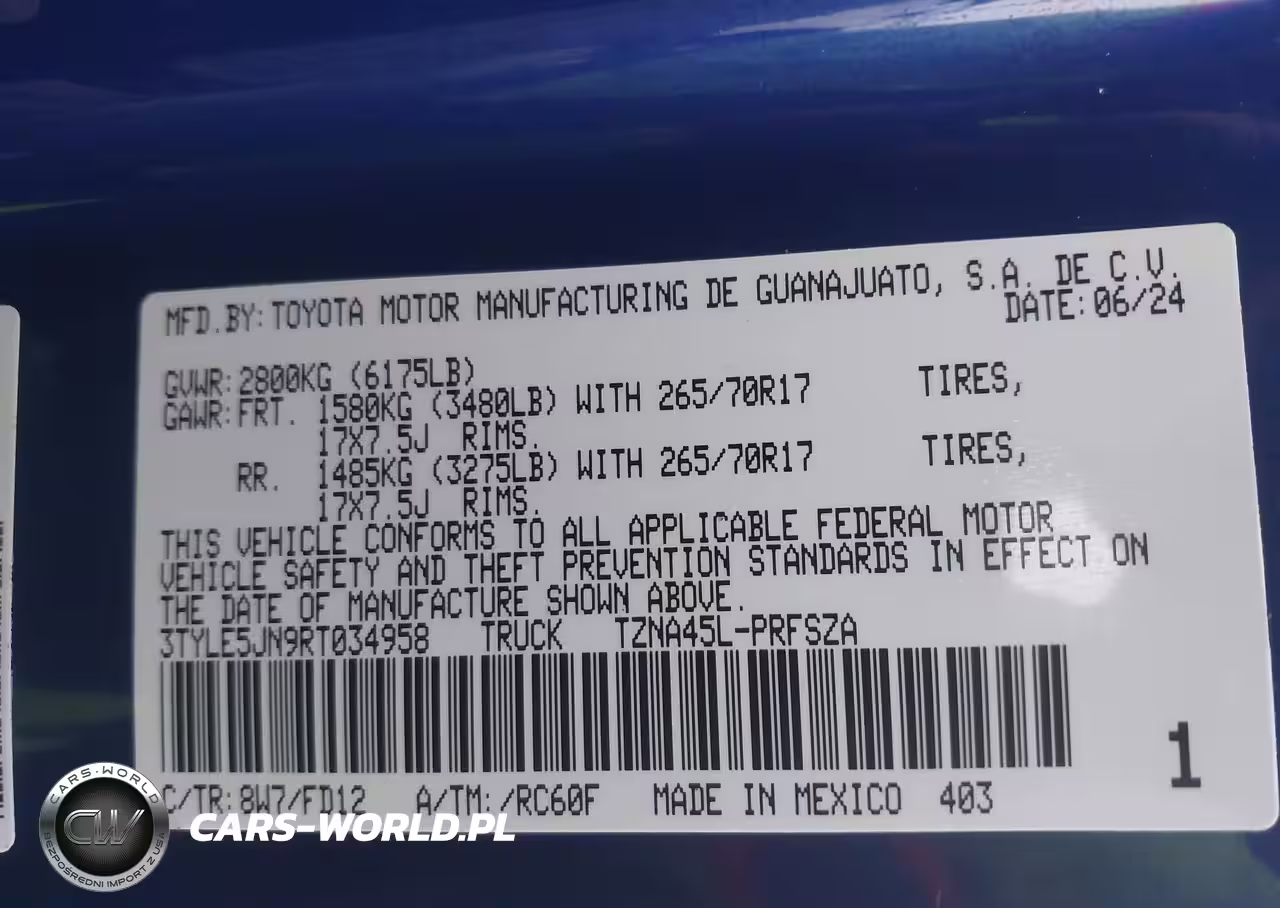 MFD.BY: TOYOTA MOTOR MANUFACTURING DE GUANAJUATO, S.A. DE C.V.
DATE: 06/24
GVWR: 2800KG (6175LB)
GAWR: FRT. 1580KG (3480LB) WITH 265/70R17 TIRES,
17X7.5J RIMS.
RR. 1485KG (3275LB) WITH 265/70R17 TIRES,
17X7.5J RIMS.
THIS VEHICLE CONFORMS TO ALL APPLICABLE FEDERAL MOTOR
VEHICLE SAFETY AND THEFT PREVENTION STANDARDS IN EFFECT ON
THE DATE OF MANUFACTURE SHOWN ABOVE.
3TYLE5JN9RT034958 TRUCK TZNA45L-PRFSZA
1
C/TR: 8W7/FD12 A/TM: /RC60F MADE IN MEXICO 403
CARS-WORLD
CW
BEZPOŚREDNI IMPORT Z USA
CARS-WORLD.PL